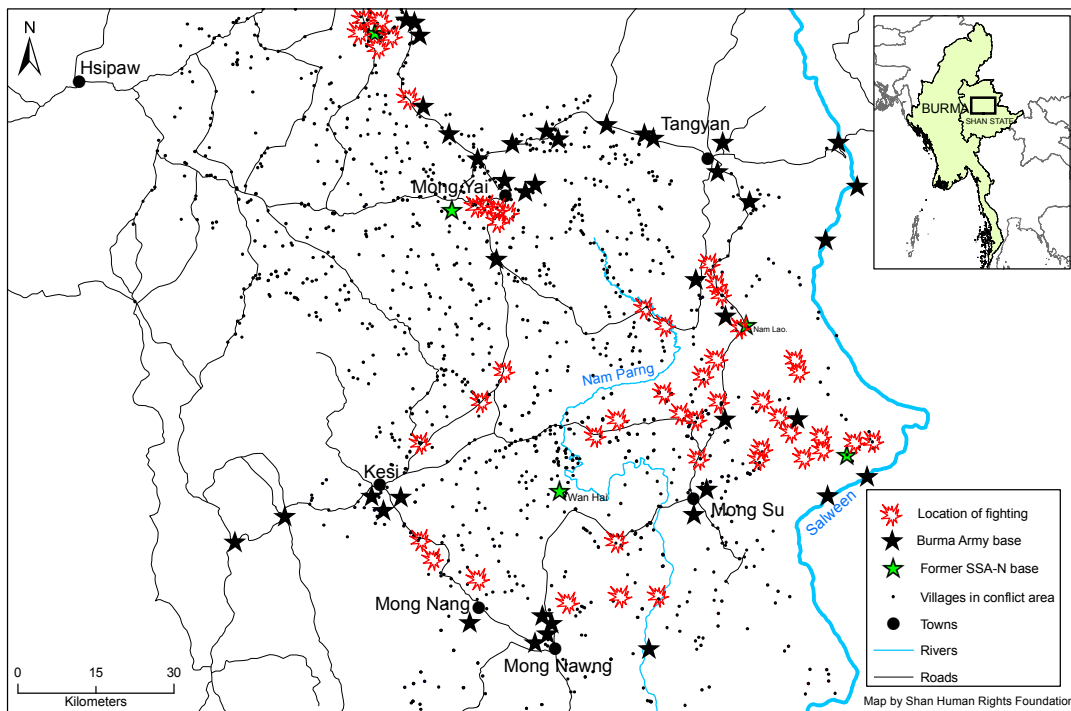 N
Hsipaw
Tangyan
Mong Yai
Nam Lao.
Nam Parng
Kesi
Wan Hai
Mong Su
Salween
Mong Nang
Mong Nawng
0 15 30
Kilometers
BURMA
SHAN STATE
Location of fighting
Burma Army base
Former SSA-N base
Villages in conflict area
Towns
Rivers
Roads
Map by Shan Human Rights Foundation